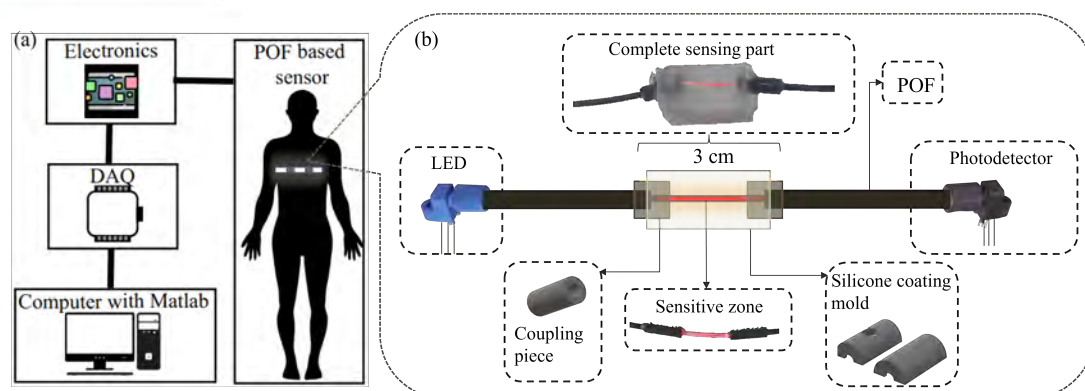 (a)
Electronics
DAQ
Computer with Matlab
POF based
sensor
(b)
Complete sensing part
POF
3 cm
LED
Photodetector
Coupling
piece
Sensitive zone
Silicone coating
mold